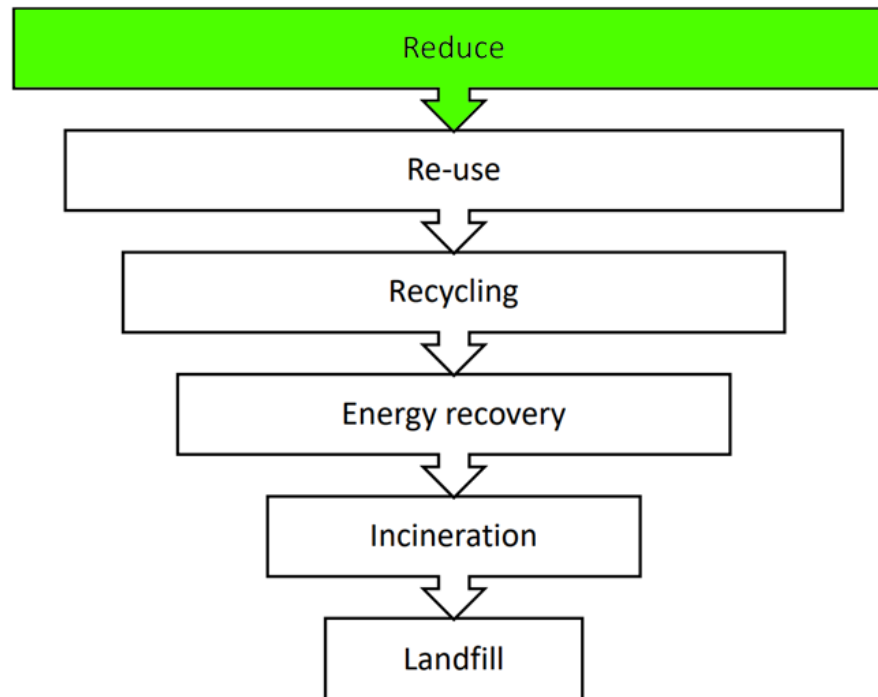 Reduce
Re-use
Recycling
Energy recovery
Incineration
Landfill